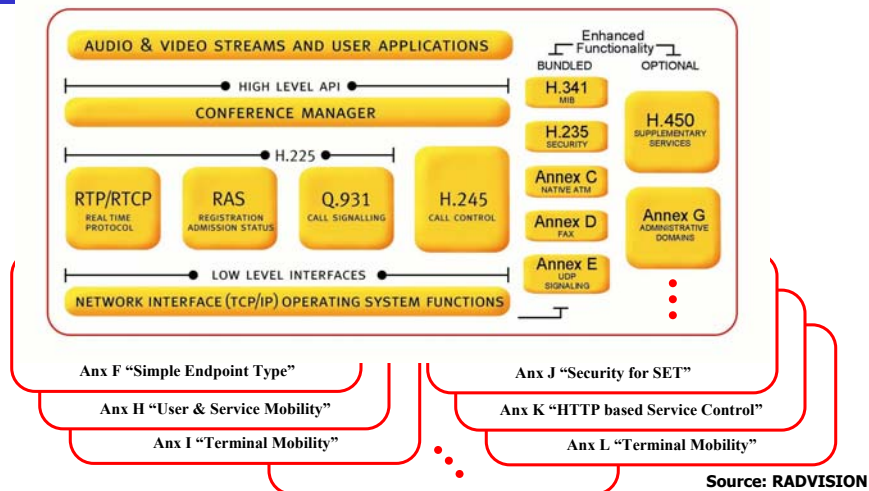 AUDIO & VIDEO STREAMS AND USER APPLICATIONS
HIGH LEVEL API
CONFERENCE MANAGER
H.225
RTP/RTCP
REAL TIME
PROTOCOL
RAS
REGISTRATION
ADMISSION STATUS
Q.931
CALL SIGNALLING
H.245
CALL CONTROL
LOW LEVEL INTERFACES
NETWORK INTERFACE (TCP/IP) OPERATING SYSTEM FUNCTIONS
Enhanced
Functionality
BUNDLED
OPTIONAL
H.341
MIB
H.235
SECURITY
Annex C
NATIVE ATM
Annex D
FAX
Annex E
UDP
SIGNALING
H.450
SUPPLEMENTARY
SERVICES
Annex G
ADMINISTRATIVE
DOMAINS
Anx F “Simple Endpoint Type”
Anx H “User & Service Mobility”
Anx I “Terminal Mobility”
Anx J “Security for SET”
Anx K “HTTP based Service Control”
Anx L “Terminal Mobility”
Source: RADVISION